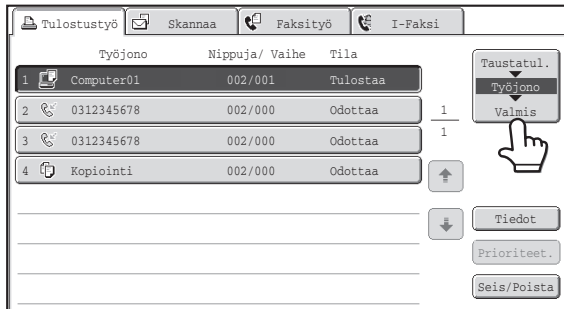 Tulostustyö Skannaa Faksityö I-Faksi
Työjono Nippuja/ Vaihe Tila
1 Computer01 002/001 Tulostaa
2 0312345678 002/000 Odottaa
3 0312345678 002/000 Odottaa
4 Kopiointi 002/000 Odottaa
1
1
Taustatul.
Työjono
Valmis
Tiedot
Prioriteet.
Seis/Poista